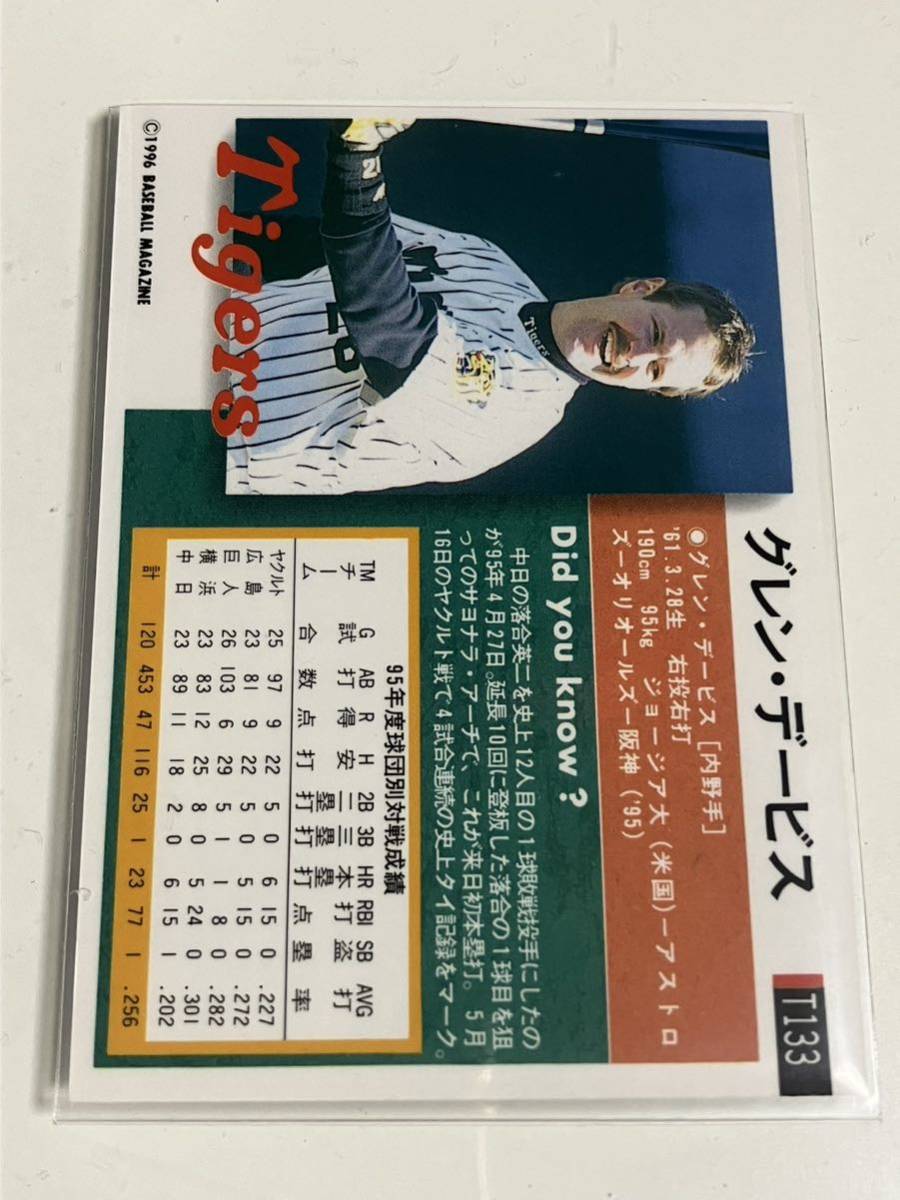 グレン・デービス
T133
●グレン・デービス [内野手]
'61.3.28生 右投右打
190cm 95kg ジョージア大 (米国)―アストロ
ズーオリオールズ―阪神 ('95)
Did you know ?
中日の落合英二を史上12人目の1球敗戦投手にしたの
が95年4月27日。延長10回に登板した落合の1球目を狙
ってのサヨナラ・アーチで、これが来日初本塁打。5月
16日のヤクルト戦で4試合連続の史上タイ記録をマーク。
95年度球団別対戦成績
TM G AB R H 2B 3B HR RBI SB AVG
チーム 試合 打数 得点 安打 二塁打 三塁打 本塁打 打点 盗塁 打率
ヤクルト 25 97 9 22 5 0 6 15 0 .227
広島 23 81 9 22 5 0 5 15 0 .272
巨人 26 103 6 29 5 1 1 8 0 .282
横浜 23 83 12 25 8 0 5 24 0 .301
中日 23 89 11 18 2 0 6 15 1 .202
計 120 453 47 116 25 1 23 77 1 .256
Tigers
28
Tigers
©1996 BASEBALL MAGAZINE